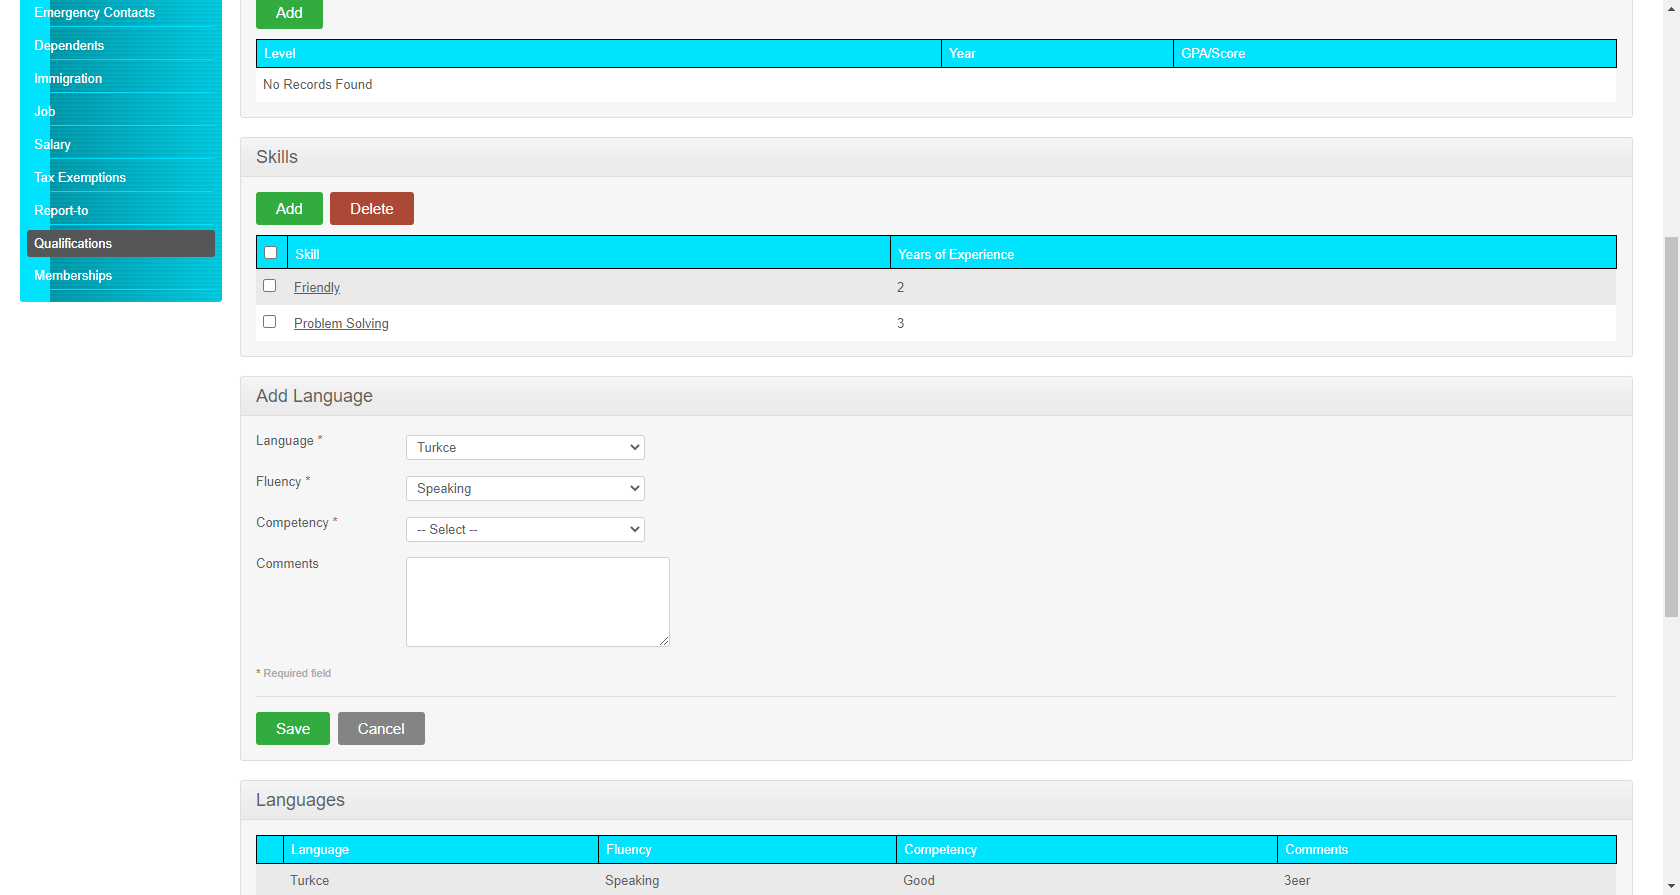 Emergency Contacts
Dependents
Immigration
Job
Salary
Tax Exemptions
Report-to
Qualifications
Memberships
Add
Level Year GPA/Score
No Records Found
Skills
Add Delete
Skill Years of Experience
Friendly 2
Problem Solving 3
Add Language
Language * Turkce
Fluency * Speaking
Competency * -- Select --
Comments
* Required field
Save Cancel
Languages
Language Fluency Competency Comments
Turkce Speaking Good 3eer